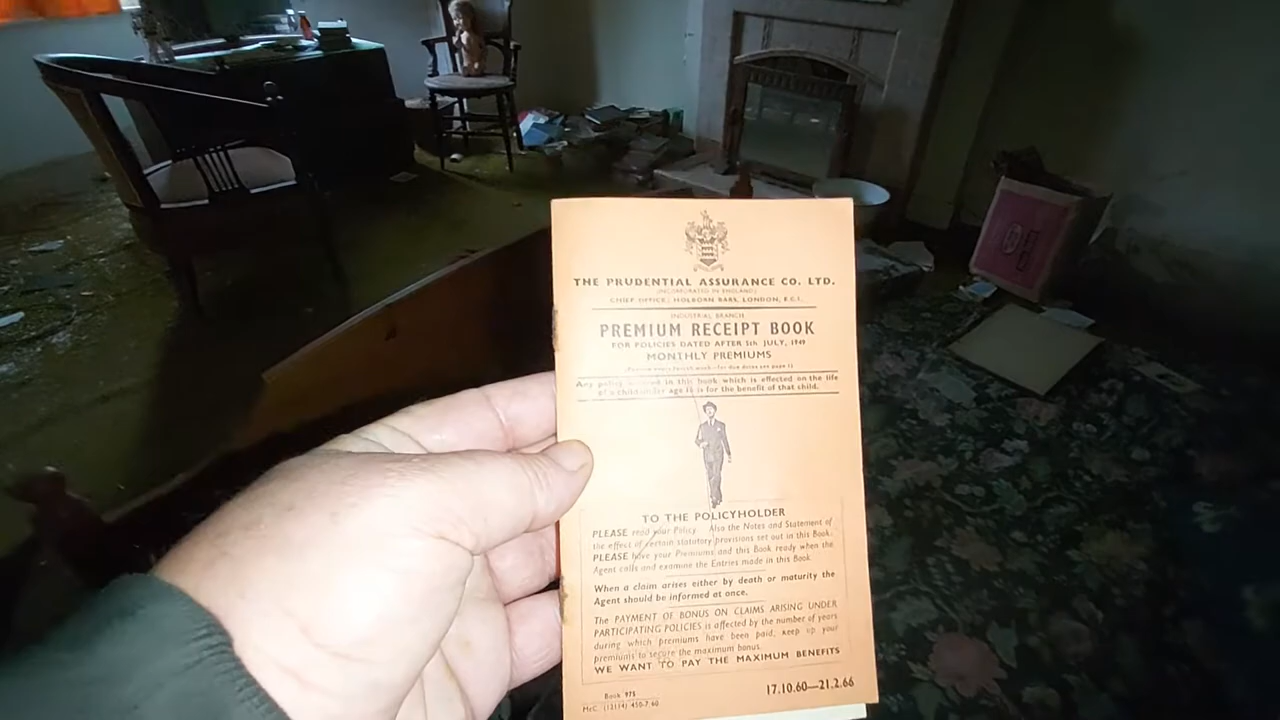 THE PRUDENTIAL ASSURANCE CO. LTD.
(INCORPORATED IN ENGLAND)
CHIEF OFFICE: HOLBORN BARS, LONDON, E.C.1.
INDUSTRIAL BRANCH
PREMIUM RECEIPT BOOK
FOR POLICIES DATED AFTER 5th JULY, 1949
MONTHLY PREMIUMS
Any policy entered in this book which is effected on the life
of a child under age 16 is for the benefit of that child.
TO THE POLICYHOLDER
PLEASE read your Policy. Also the Notes and Statement of
the effect of certain statutory provisions set out in this Book.
PLEASE have your Premiums and this Book ready when the
Agent calls and examine the Entries made in this Book.
When a claim arises either by death or maturity the
Agent should be informed at once.
The PAYMENT OF BONUS ON CLAIMS ARISING UNDER
PARTICIPATING POLICIES is affected by the number of years
during which premiums have been paid; keep up your
premiums to secure the maximum bonus.
WE WANT TO PAY THE MAXIMUM BENEFITS
Book 975
McC. (12114) 450-7.60
17.10.60—21.2.66